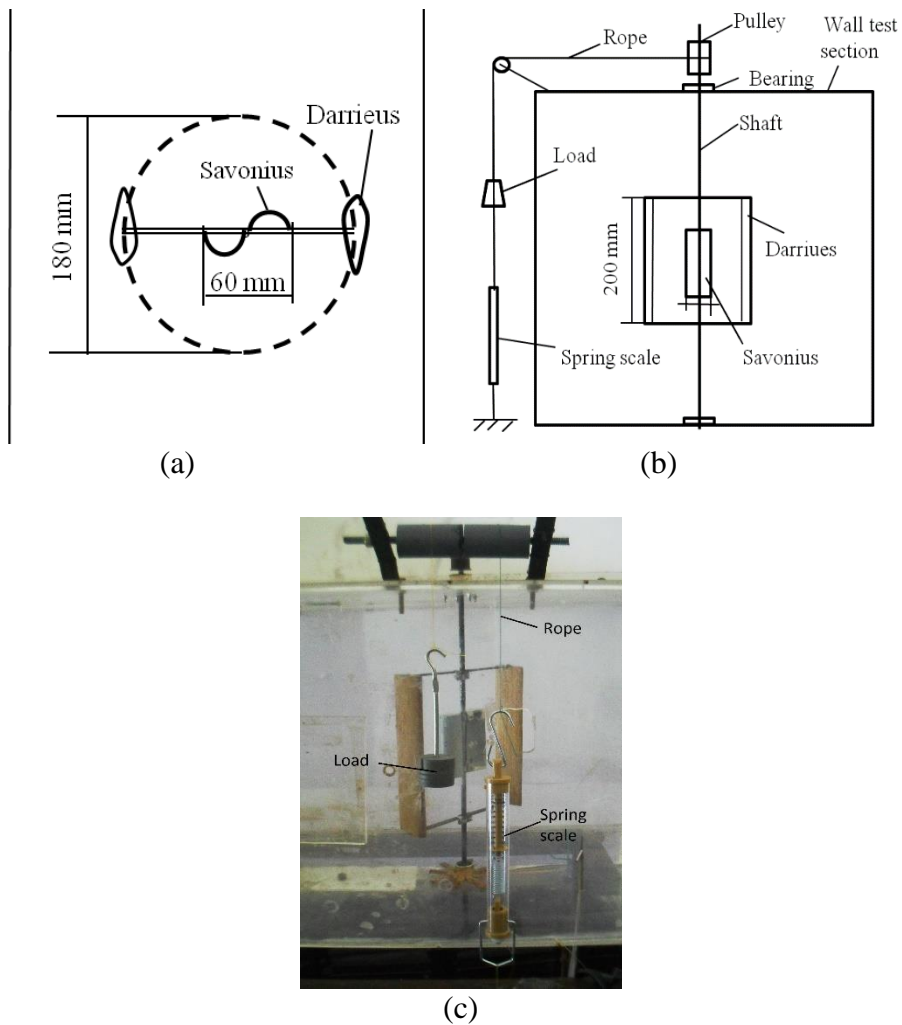 Darrieus
Savonius
180 mm
60 mm
(a)
Pulley
Rope
Wall test
section
Bearing
Shaft
Load
Darriues
200 mm
Spring scale
Savonius
(b)
Rope
Load
Spring
scale
(c)